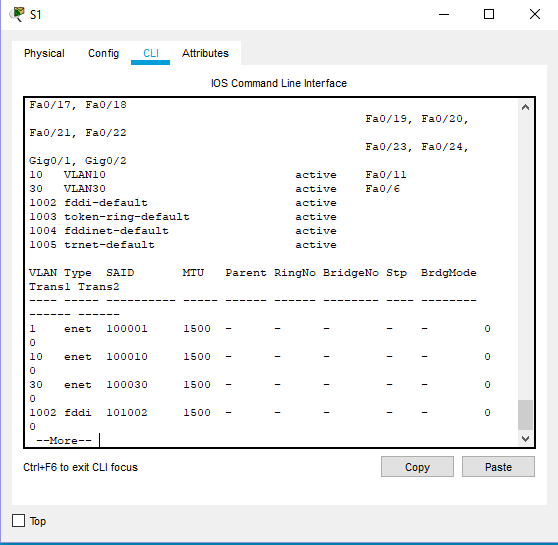 S1
Physical Config CLI Attributes
IOS Command Line Interface
Fa0/17, Fa0/18
Fa0/19, Fa0/20,
Fa0/21, Fa0/22
Fa0/23, Fa0/24,
Gig0/1, Gig0/2
10 VLAN10 active Fa0/11
30 VLAN30 active Fa0/6
1002 fddi-default active
1003 token-ring-default active
1004 fddinet-default active
1005 trnet-default active
VLAN Type SAID MTU Parent RingNo BridgeNo Stp BrdgMode
Trans1 Trans2
---- ----- ---------- ----- ------ ------ -------- ---- --------
------ ------
1 enet 100001 1500 - - - - - 0
0
10 enet 100010 1500 - - - - - 0
0
30 enet 100030 1500 - - - - - 0
0
1002 fddi 101002 1500 - - - - - 0
0
--More--
Ctrl+F6 to exit CLI focus
Copy Paste
Top